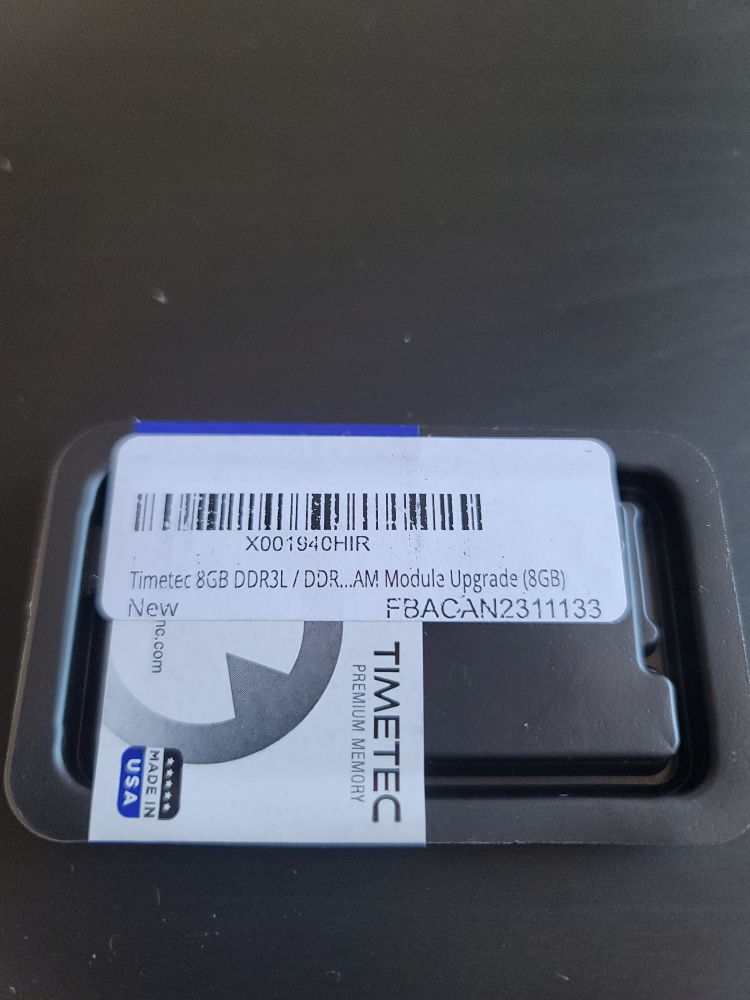 X001940HIR
Timetec 8GB DDR3L / DDR...AM Module Upgrade (8GB)
New
FBACAN2311133
nc.com
TIMETEC
PREMIUM MEMORY
MADE IN
USA